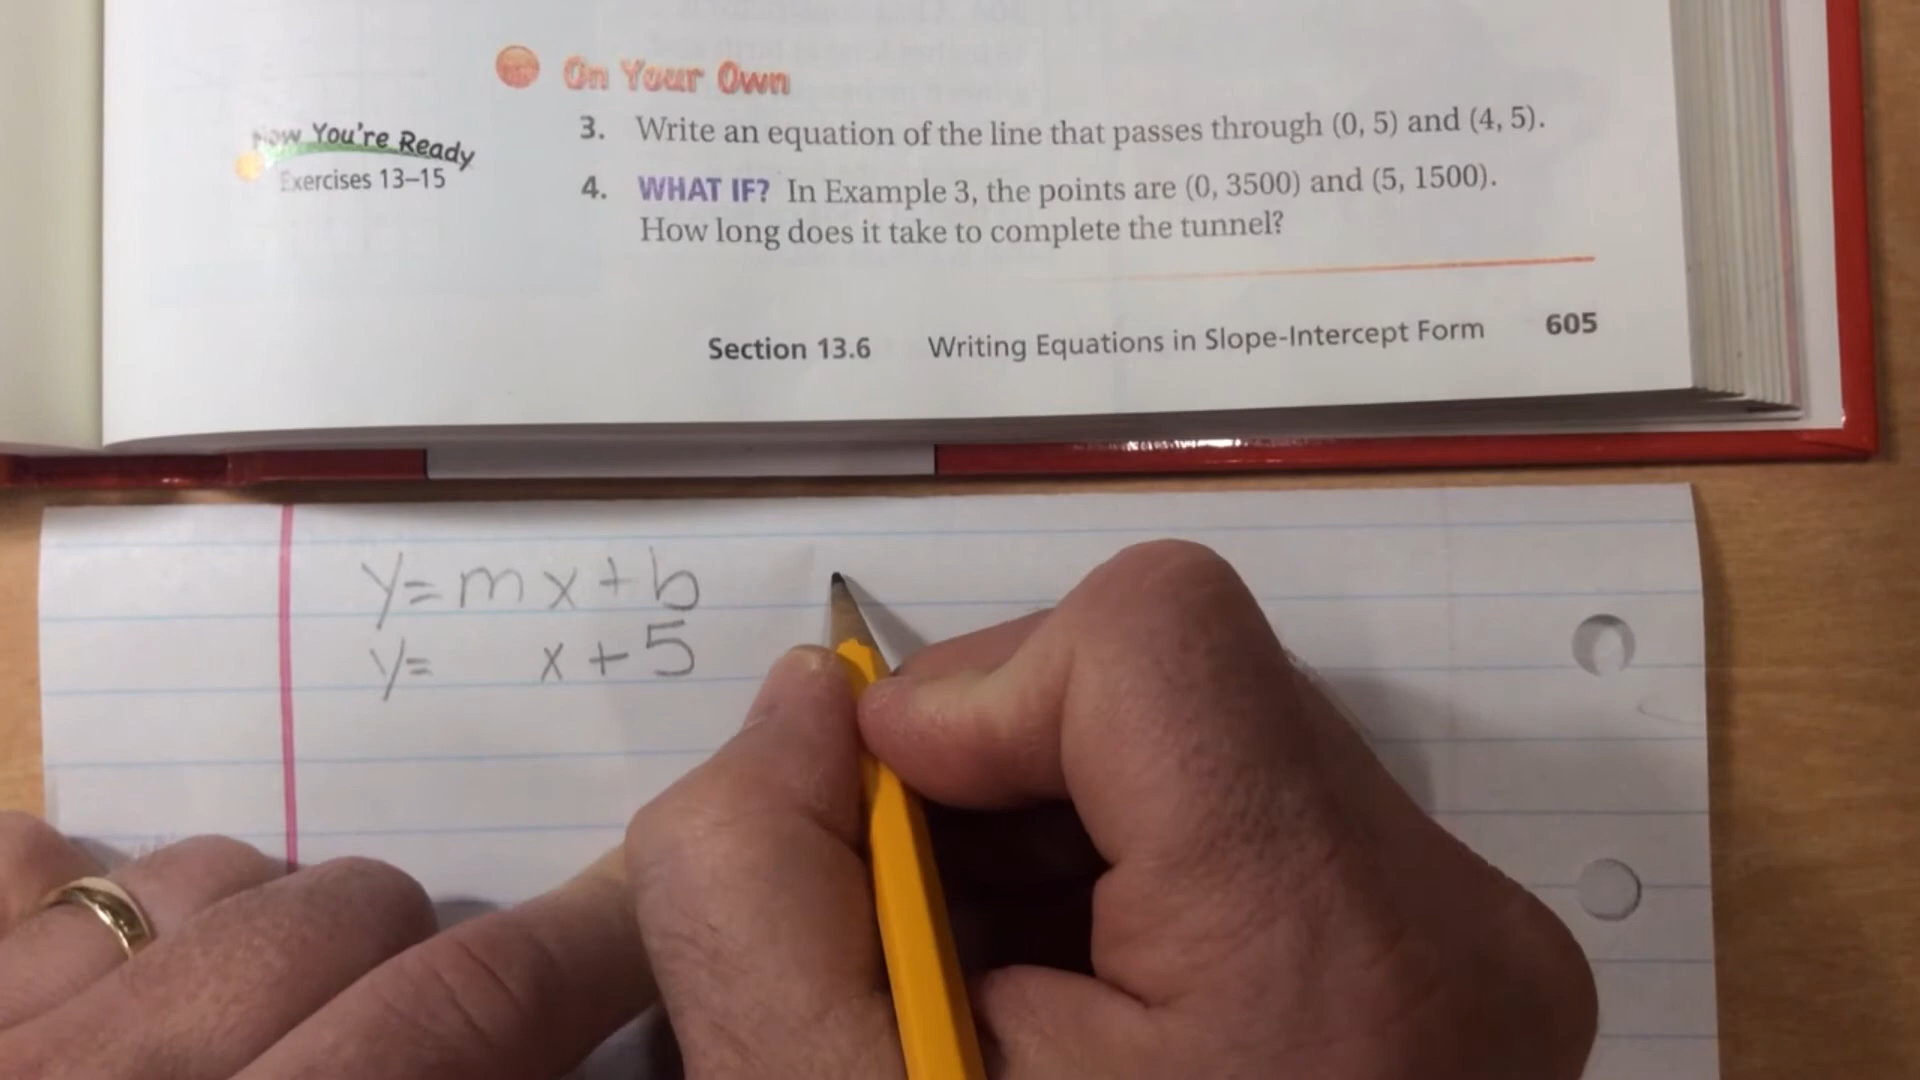 On Your Own
Now You're Ready
Exercises 13–15
3. Write an equation of the line that passes through (0, 5) and (4, 5).
4. WHAT IF? In Example 3, the points are (0, 3500) and (5, 1500).
How long does it take to complete the tunnel?
Section 13.6 Writing Equations in Slope-Intercept Form 605
y=mx+b
y= x+5